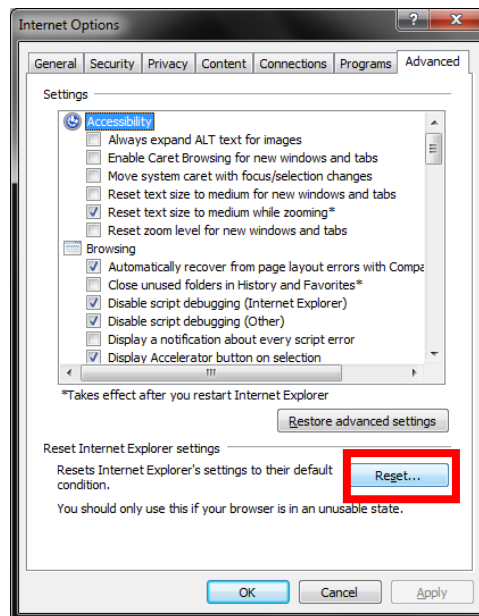 Internet Options
?
General Security Privacy Content Connections Programs Advanced
Settings
Accessibility
Always expand ALT text for images
Enable Caret Browsing for new windows and tabs
Move system caret with focus/selection changes
Reset text size to medium for new windows and tabs
Reset text size to medium while zooming*
Reset zoom level for new windows and tabs
Browsing
Automatically recover from page layout errors with Compa
Close unused folders in History and Favorites*
Disable script debugging (Internet Explorer)
Disable script debugging (Other)
Display a notification about every script error
Display Accelerator button on selection
*Takes effect after you restart Internet Explorer
Restore advanced settings
Reset Internet Explorer settings
Resets Internet Explorer's settings to their default
condition.
Reset...
You should only use this if your browser is in an unusable state.
OK Cancel Apply